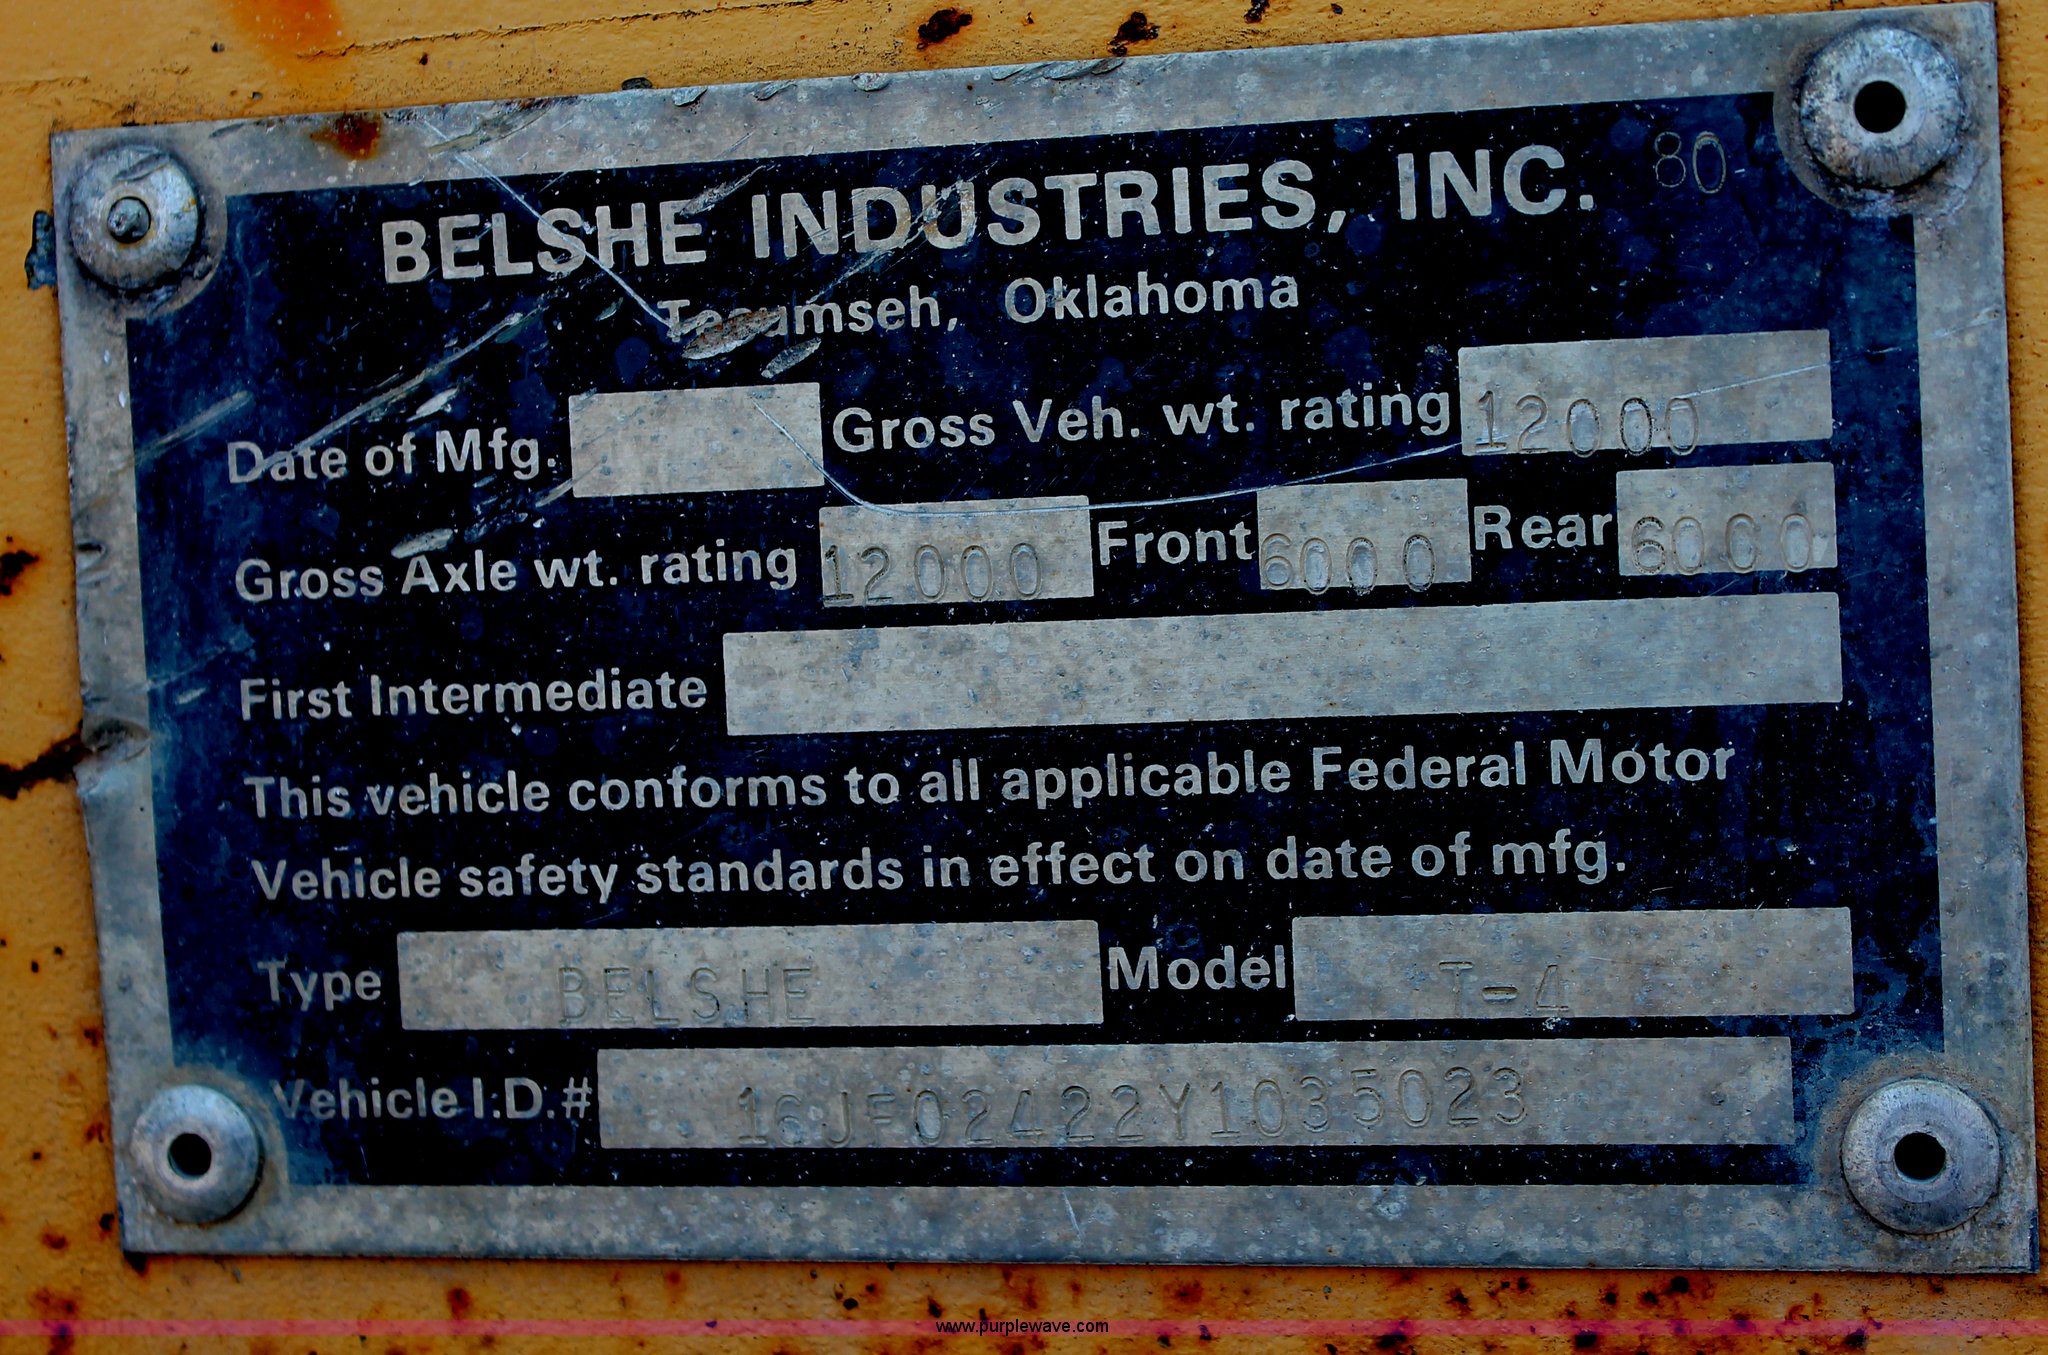 BELSHE INDUSTRIES, INC. 80
Tecumseh, Oklahoma
Date of Mfg. Gross Veh. wt. rating 12000
Gross Axle wt. rating 12000 Front 6000 Rear 6000
First Intermediate
This vehicle conforms to all applicable Federal Motor
Vehicle safety standards in effect on date of mfg.
Type BELSHE Model T-4
Vehicle I.D.# 16JF02422Y1035023
www.purplewave.com